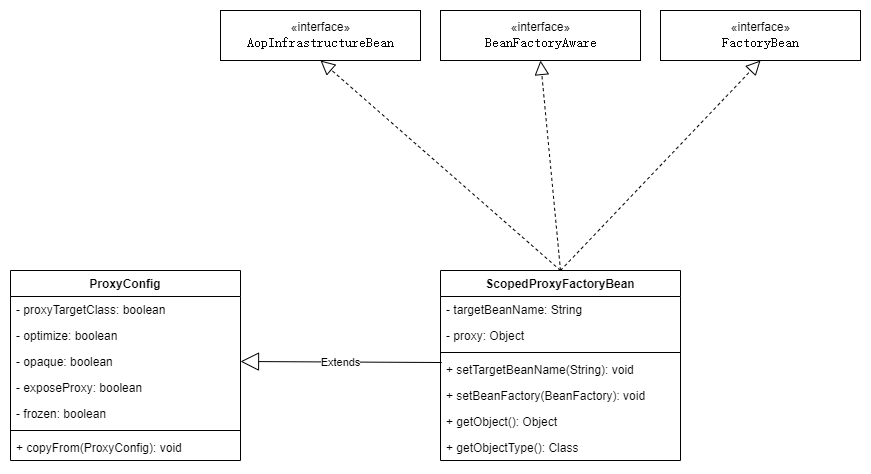 «interface»
AopInfrastructureBean
«interface»
BeanFactoryAware
«interface»
FactoryBean
ProxyConfig
- proxyTargetClass: boolean
- optimize: boolean
- opaque: boolean
- exposeProxy: boolean
- frozen: boolean
+ copyFrom(ProxyConfig): void
Extends
ScopedProxyFactoryBean
- targetBeanName: String
- proxy: Object
+ setTargetBeanName(String): void
+ setBeanFactory(BeanFactory): void
+ getObject(): Object
+ getObjectType(): Class